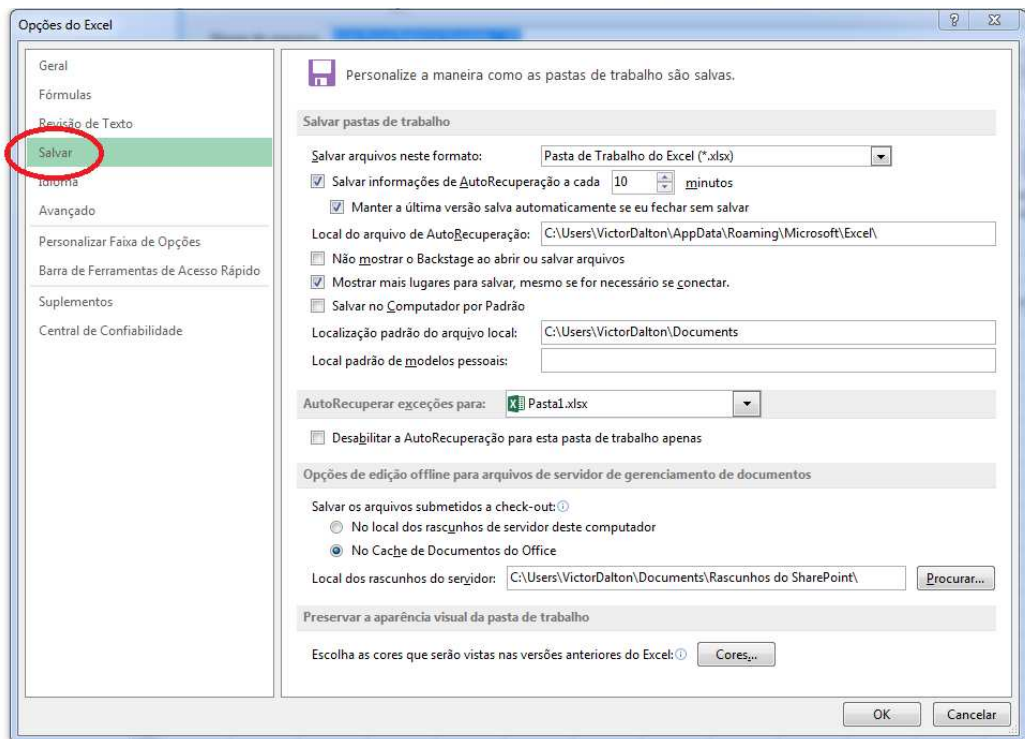 Opções do Excel
Geral
Fórmulas
Revisão de Texto
Salvar
Idioma
Avançado
Personalizar Faixa de Opções
Barra de Ferramentas de Acesso Rápido
Suplementos
Central de Confiabilidade
Personalize a maneira como as pastas de trabalho são salvas.
Salvar pastas de trabalho
Salvar arquivos neste formato: Pasta de Trabalho do Excel (*.xlsx)
Salvar informações de AutoRecuperação a cada 10 minutos
Manter a última versão salva automaticamente se eu fechar sem salvar
Local do arquivo de AutoRecuperação: C:\Users\VictorDalton\AppData\Roaming\Microsoft\Excel\
Não mostrar o Backstage ao abrir ou salvar arquivos
Mostrar mais lugares para salvar, mesmo se for necessário se conectar.
Salvar no Computador por Padrão
Localização padrão do arquivo local: C:\Users\VictorDalton\Documents
Local padrão de modelos pessoais:
AutoRecuperar exceções para: Pasta1.xlsx
Desabilitar a AutoRecuperação para esta pasta de trabalho apenas
Opções de edição offline para arquivos de servidor de gerenciamento de documentos
Salvar os arquivos submetidos a check-out:
No local dos rascunhos de servidor deste computador
No Cache de Documentos do Office
Local dos rascunhos do servidor: C:\Users\VictorDalton\Documents\Rascunhos do SharePoint\ Procurar...
Preservar a aparência visual da pasta de trabalho
Escolha as cores que serão vistas nas versões anteriores do Excel: Cores...
OK Cancelar